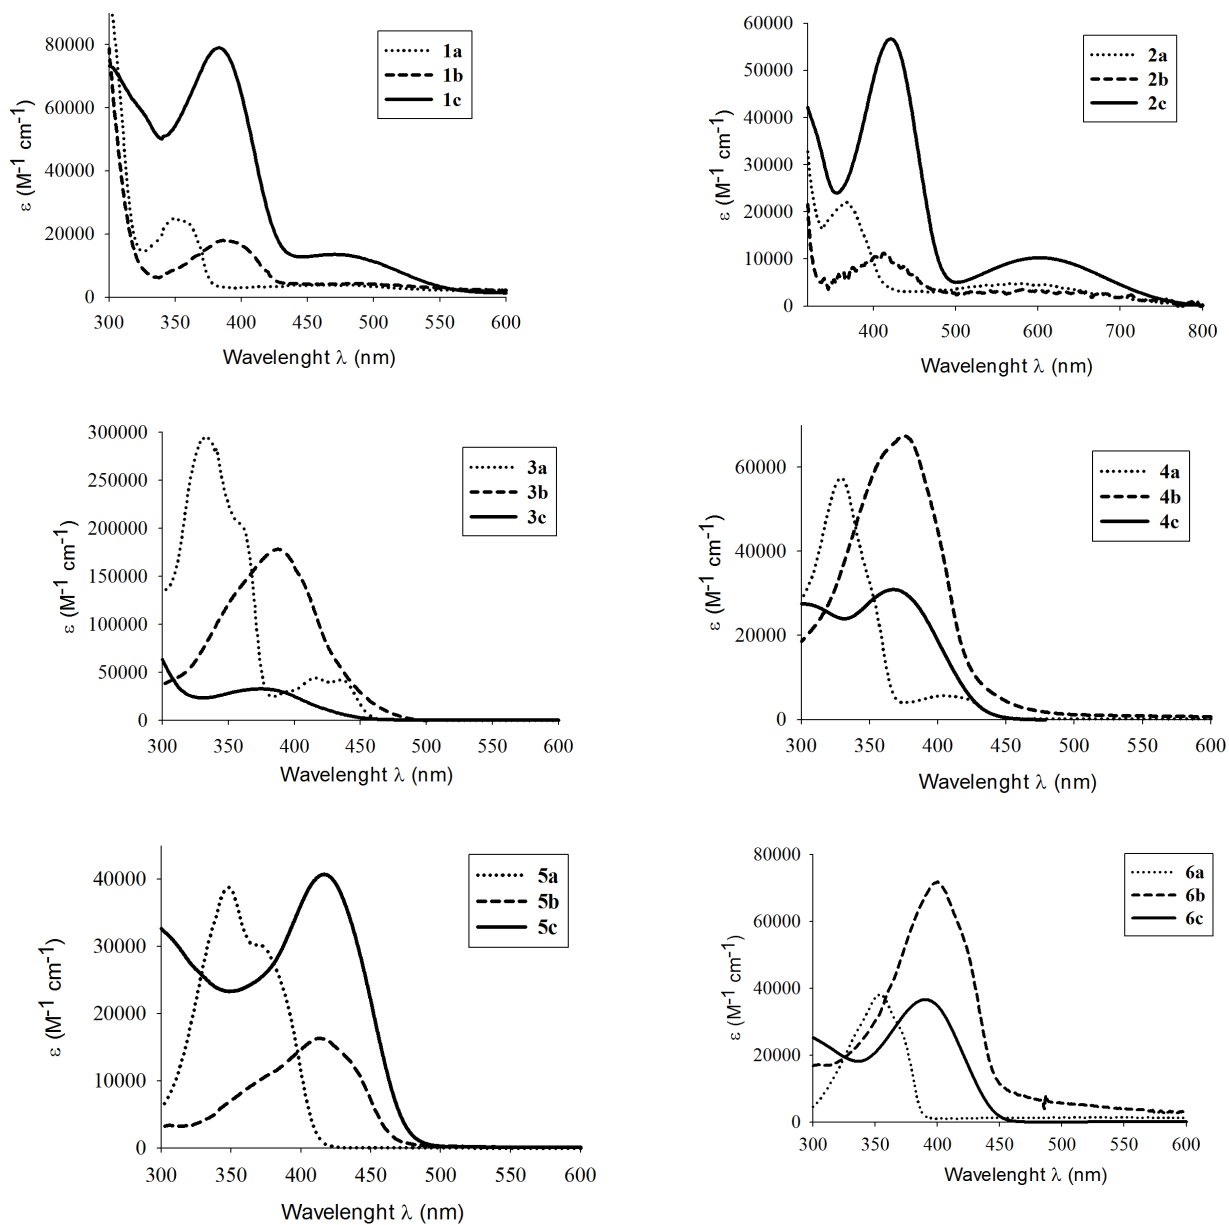 80000
60000
40000
20000
0
ε (M-1 cm-1)
300 350 400 450 500 550 600
Wavelenght λ (nm)
1a
1b
1c
60000
50000
40000
30000
20000
10000
0
ε (M-1 cm-1)
400 500 600 700 800
Wavelenght λ (nm)
2a
2b
2c
300000
250000
200000
150000
100000
50000
0
ε (M-1 cm-1)
300 350 400 450 500 550 600
Wavelenght λ (nm)
3a
3b
3c
60000
40000
20000
0
ε (M-1 cm-1)
300 350 400 450 500 550 600
Wavelenght λ (nm)
4a
4b
4c
40000
30000
20000
10000
0
ε (M-1 cm-1)
300 350 400 450 500 550 600
Wavelenght λ (nm)
5a
5b
5c
80000
60000
40000
20000
0
ε (M-1 cm-1)
300 350 400 450 500 550 600
Wavelenght λ (nm)
6a
6b
6c